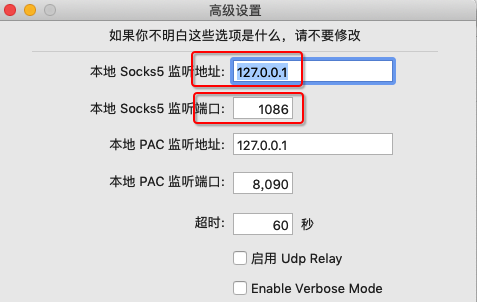 高级设置
如果你不明白这些选项是什么，请不要修改
本地 Socks5 监听地址: 127.0.0.1
本地 Socks5 监听端口: 1086
本地 PAC 监听地址: 127.0.0.1
本地 PAC 监听端口: 8,090
超时: 60 秒
启用 Udp Relay
Enable Verbose Mode